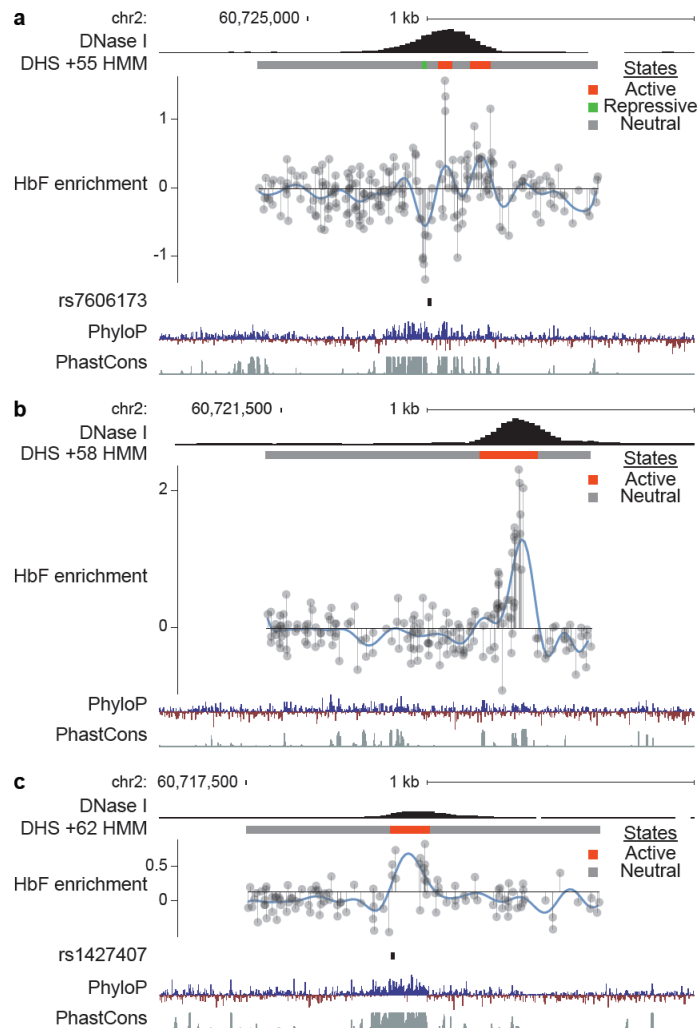 a
chr2: 60,725,000 1 kb
DNase I
DHS +55 HMM
States
Active
Repressive
Neutral
1
HbF enrichment 0
-1
rs7606173
PhyloP
PhastCons
b
chr2: 60,721,500 1 kb
DNase I
DHS +58 HMM
States
Active
Neutral
2
HbF enrichment
0
PhyloP
PhastCons
c
chr2: 60,717,500 1 kb
DNase I
DHS +62 HMM
States
Active
Neutral
0.5
HbF enrichment
0
rs1427407
PhyloP
PhastCons